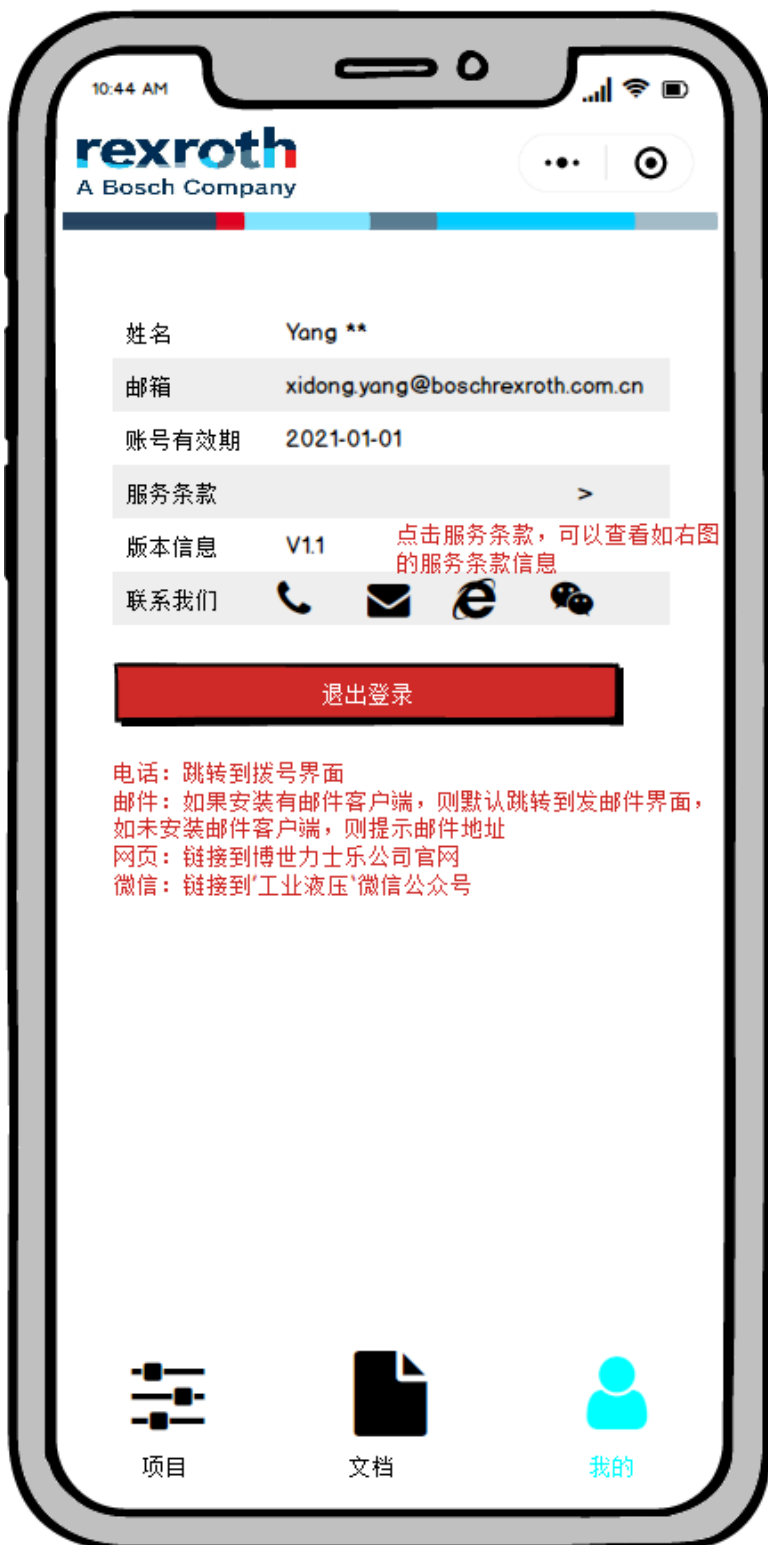 10:44 AM
rexroth
A Bosch Company
姓名 Yang **
邮箱 xidong.yang@boschrexroth.com.cn
账号有效期 2021-01-01
服务条款 >
版本信息 V1.1
点击服务条款，可以查看如右图
的服务条款信息
联系我们
退出登录
电话：跳转到拨号界面
邮件：如果安装有邮件客户端，则默认跳转到发邮件界面，
如未安装邮件客户端，则提示邮件地址
网页：链接到博世力士乐公司官网
微信：链接到'工业液压'微信公众号
项目 文档 我的